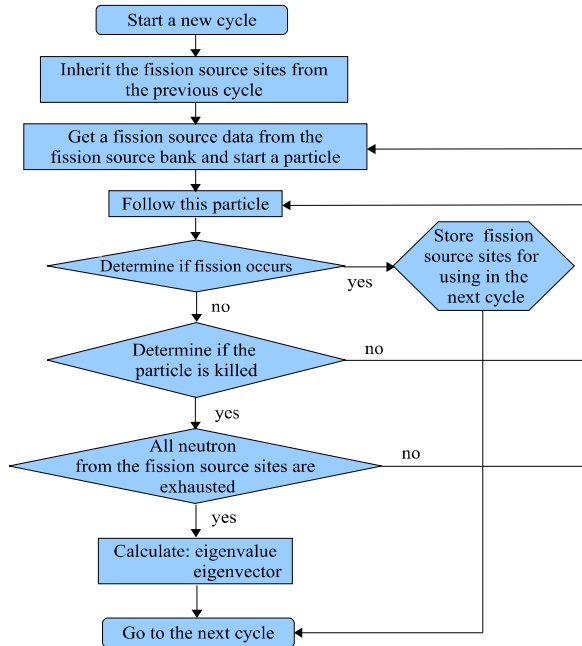 Start a new cycle
Inherit the fission source sites from
the previous cycle
Get a fission source data from the
fission source bank and start a particle
Follow this particle
Determine if fission occurs
yes
Store fission
source sites for
using in the
next cycle
no
Determine if the
particle is killed
no
yes
All neutron
from the fission source sites are
exhausted
no
yes
Calculate: eigenvalue
eigenvector
Go to the next cycle